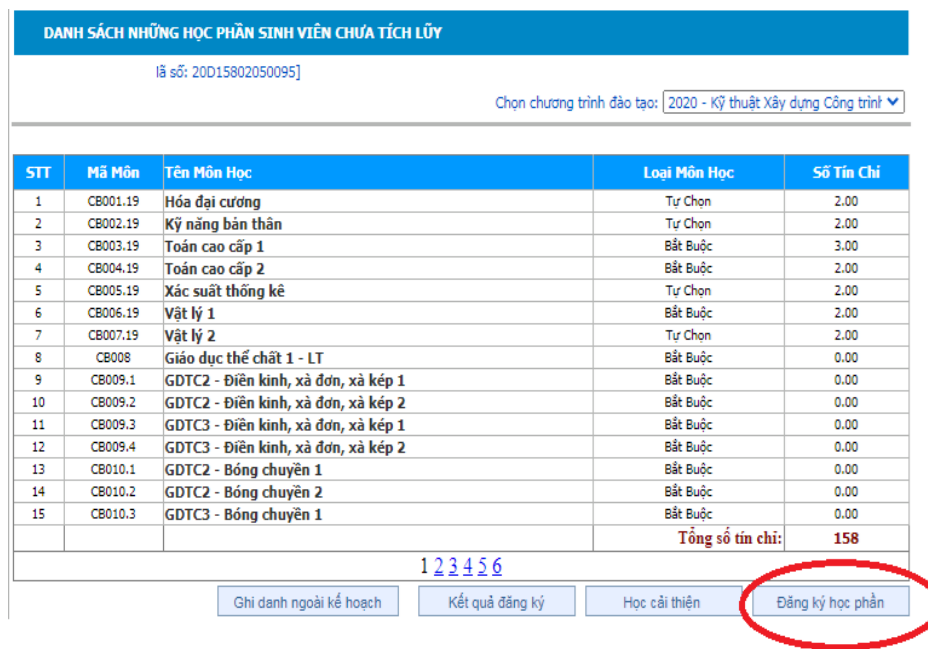 DANH SÁCH NHỮNG HỌC PHẦN SINH VIÊN CHƯA TÍCH LŨY
lã số: 20D15802050095]
Chọn chương trình đào tạo: 2020 - Kỹ thuật Xây dựng Công trình
STT Mã Môn Tên Môn Học Loại Môn Học Số Tín Chỉ
1 CB001.19 Hóa đại cương Tự Chọn 2.00
2 CB002.19 Kỹ năng bản thân Tự Chọn 2.00
3 CB003.19 Toán cao cấp 1 Bắt Buộc 3.00
4 CB004.19 Toán cao cấp 2 Bắt Buộc 2.00
5 CB005.19 Xác suất thống kê Tự Chọn 2.00
6 CB006.19 Vật lý 1 Bắt Buộc 2.00
7 CB007.19 Vật lý 2 Tự Chọn 2.00
8 CB008 Giáo dục thể chất 1 - LT Bắt Buộc 0.00
9 CB009.1 GDTC2 - Điền kinh, xà đơn, xà kép 1 Bắt Buộc 0.00
10 CB009.2 GDTC2 - Điền kinh, xà đơn, xà kép 2 Bắt Buộc 0.00
11 CB009.3 GDTC3 - Điền kinh, xà đơn, xà kép 1 Bắt Buộc 0.00
12 CB009.4 GDTC3 - Điền kinh, xà đơn, xà kép 2 Bắt Buộc 0.00
13 CB010.1 GDTC2 - Bóng chuyền 1 Bắt Buộc 0.00
14 CB010.2 GDTC2 - Bóng chuyền 2 Bắt Buộc 0.00
15 CB010.3 GDTC3 - Bóng chuyền 1 Bắt Buộc 0.00
Tổng số tín chỉ: 158
1 2 3 4 5 6
Ghi danh ngoài kế hoạch Kết quả đăng ký Học cải thiện Đăng ký học phần